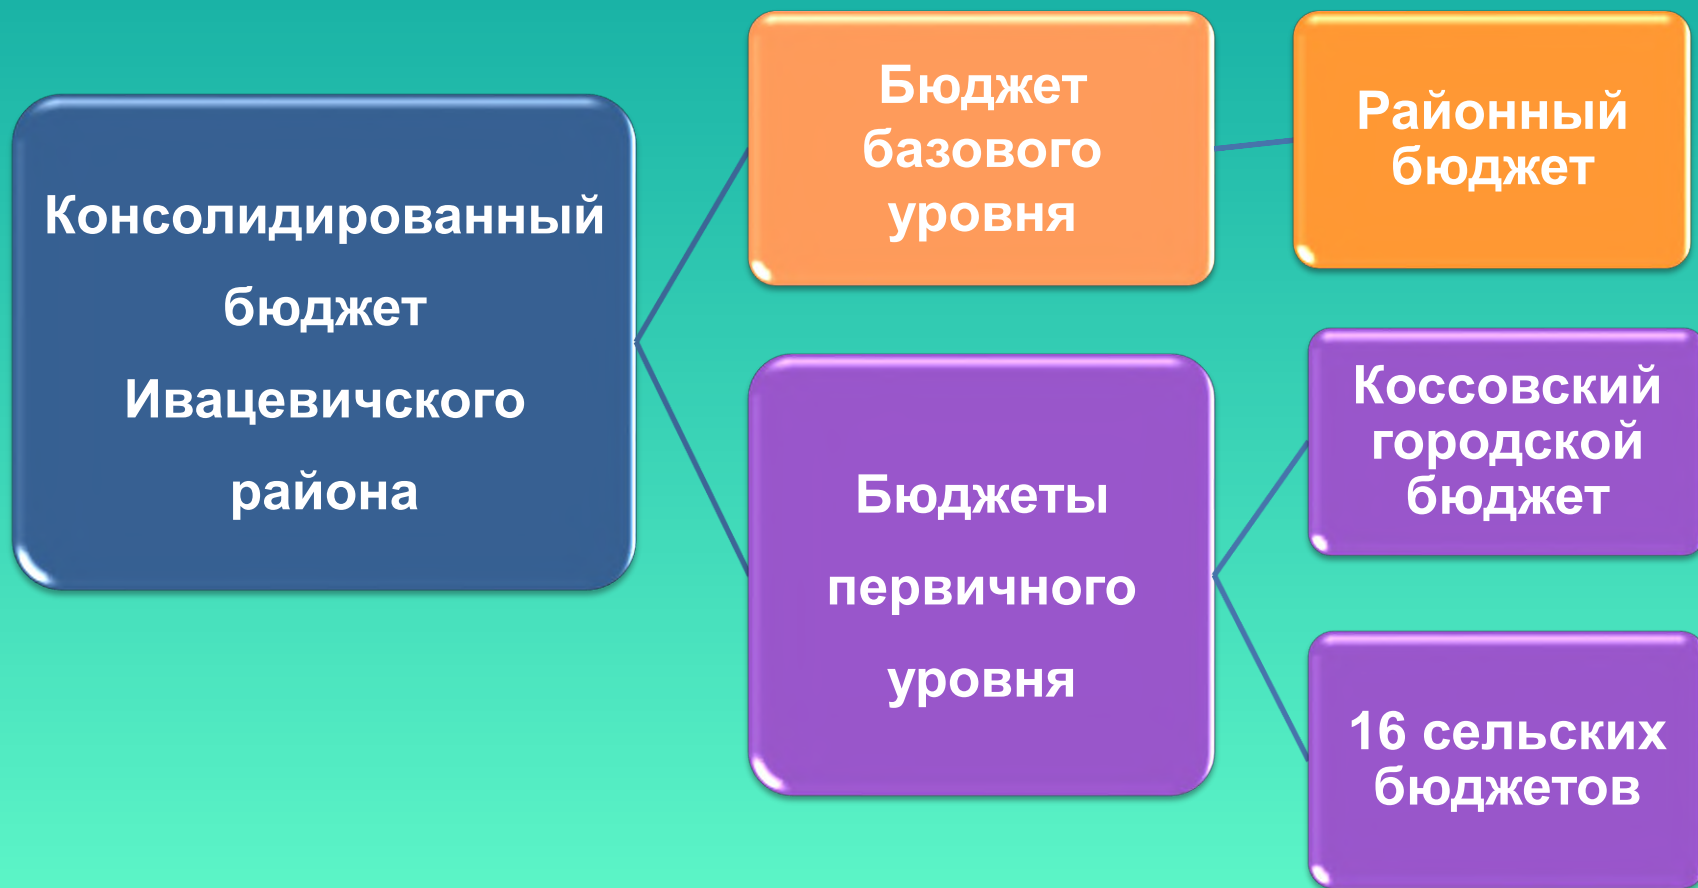 Консолидированный
бюджет
Ивацевичского
района
Бюджет
базового
уровня
Районный
бюджет
Бюджеты
первичного
уровня
Коссовский
городской
бюджет
16 сельских
бюджетов